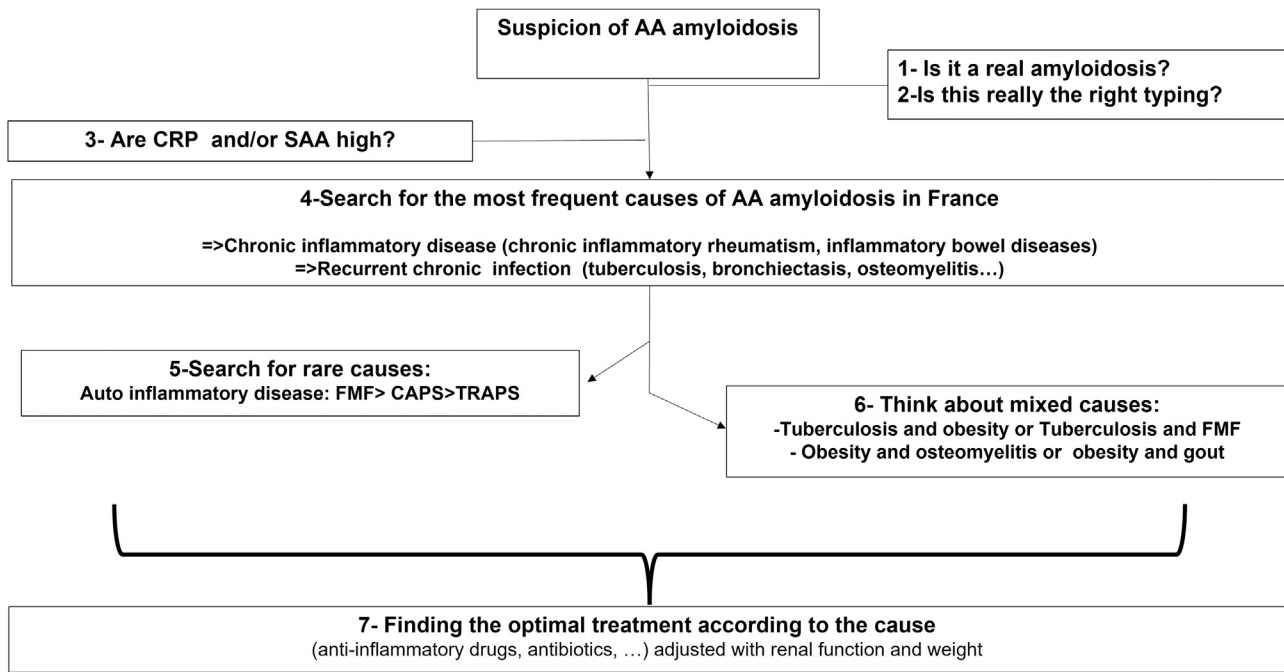 Suspicion of AA amyloidosis
1- Is it a real amyloidosis?
2-Is this really the right typing?
3- Are CRP and/or SAA high?
4-Search for the most frequent causes of AA amyloidosis in France
=>Chronic inflammatory disease (chronic inflammatory rheumatism, inflammatory bowel diseases)
=>Recurrent chronic infection (tuberculosis, bronchiectasis, osteomyelitis…)
5-Search for rare causes:
Auto inflammatory disease: FMF> CAPS>TRAPS
6- Think about mixed causes:
-Tuberculosis and obesity or Tuberculosis and FMF
- Obesity and osteomyelitis or obesity and gout
7- Finding the optimal treatment according to the cause
(anti-inflammatory drugs, antibiotics, …) adjusted with renal function and weight